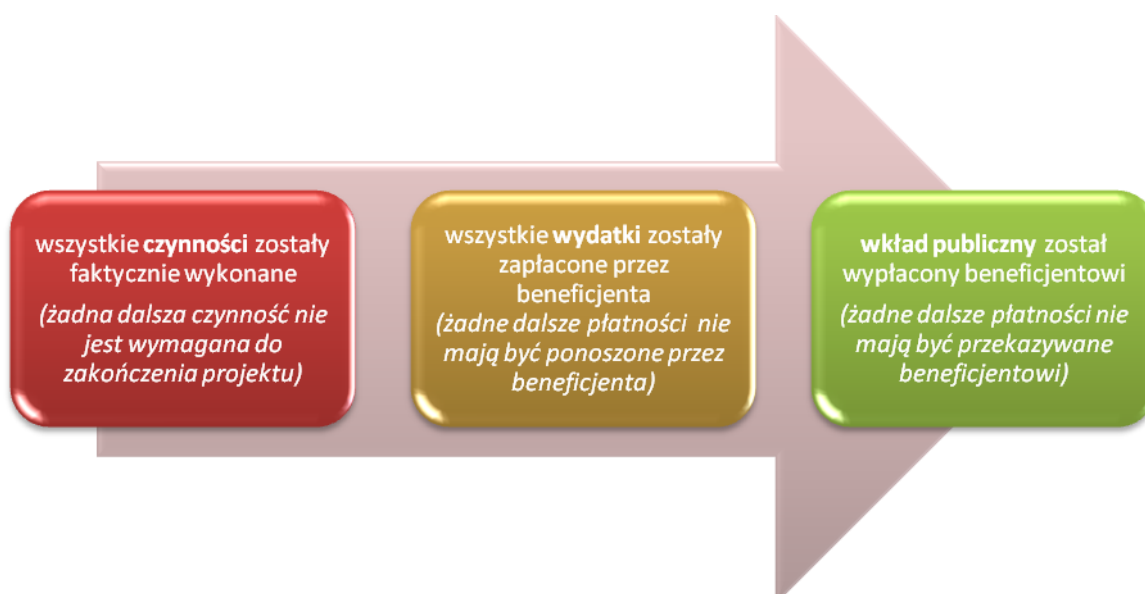 wszystkie czynności zostały
faktycznie wykonane
(żadna dalsza czynność nie
jest wymagana do
zakończenia projektu)
wszystkie wydatki zostały
zapłacone przez
beneficjenta
(żadne dalsze płatności nie
mają być ponoszone przez
beneficjenta)
wkład publiczny został
wypłacony beneficjentowi
(żadne dalsze płatności nie
mają być przekazywane
beneficjentowi)